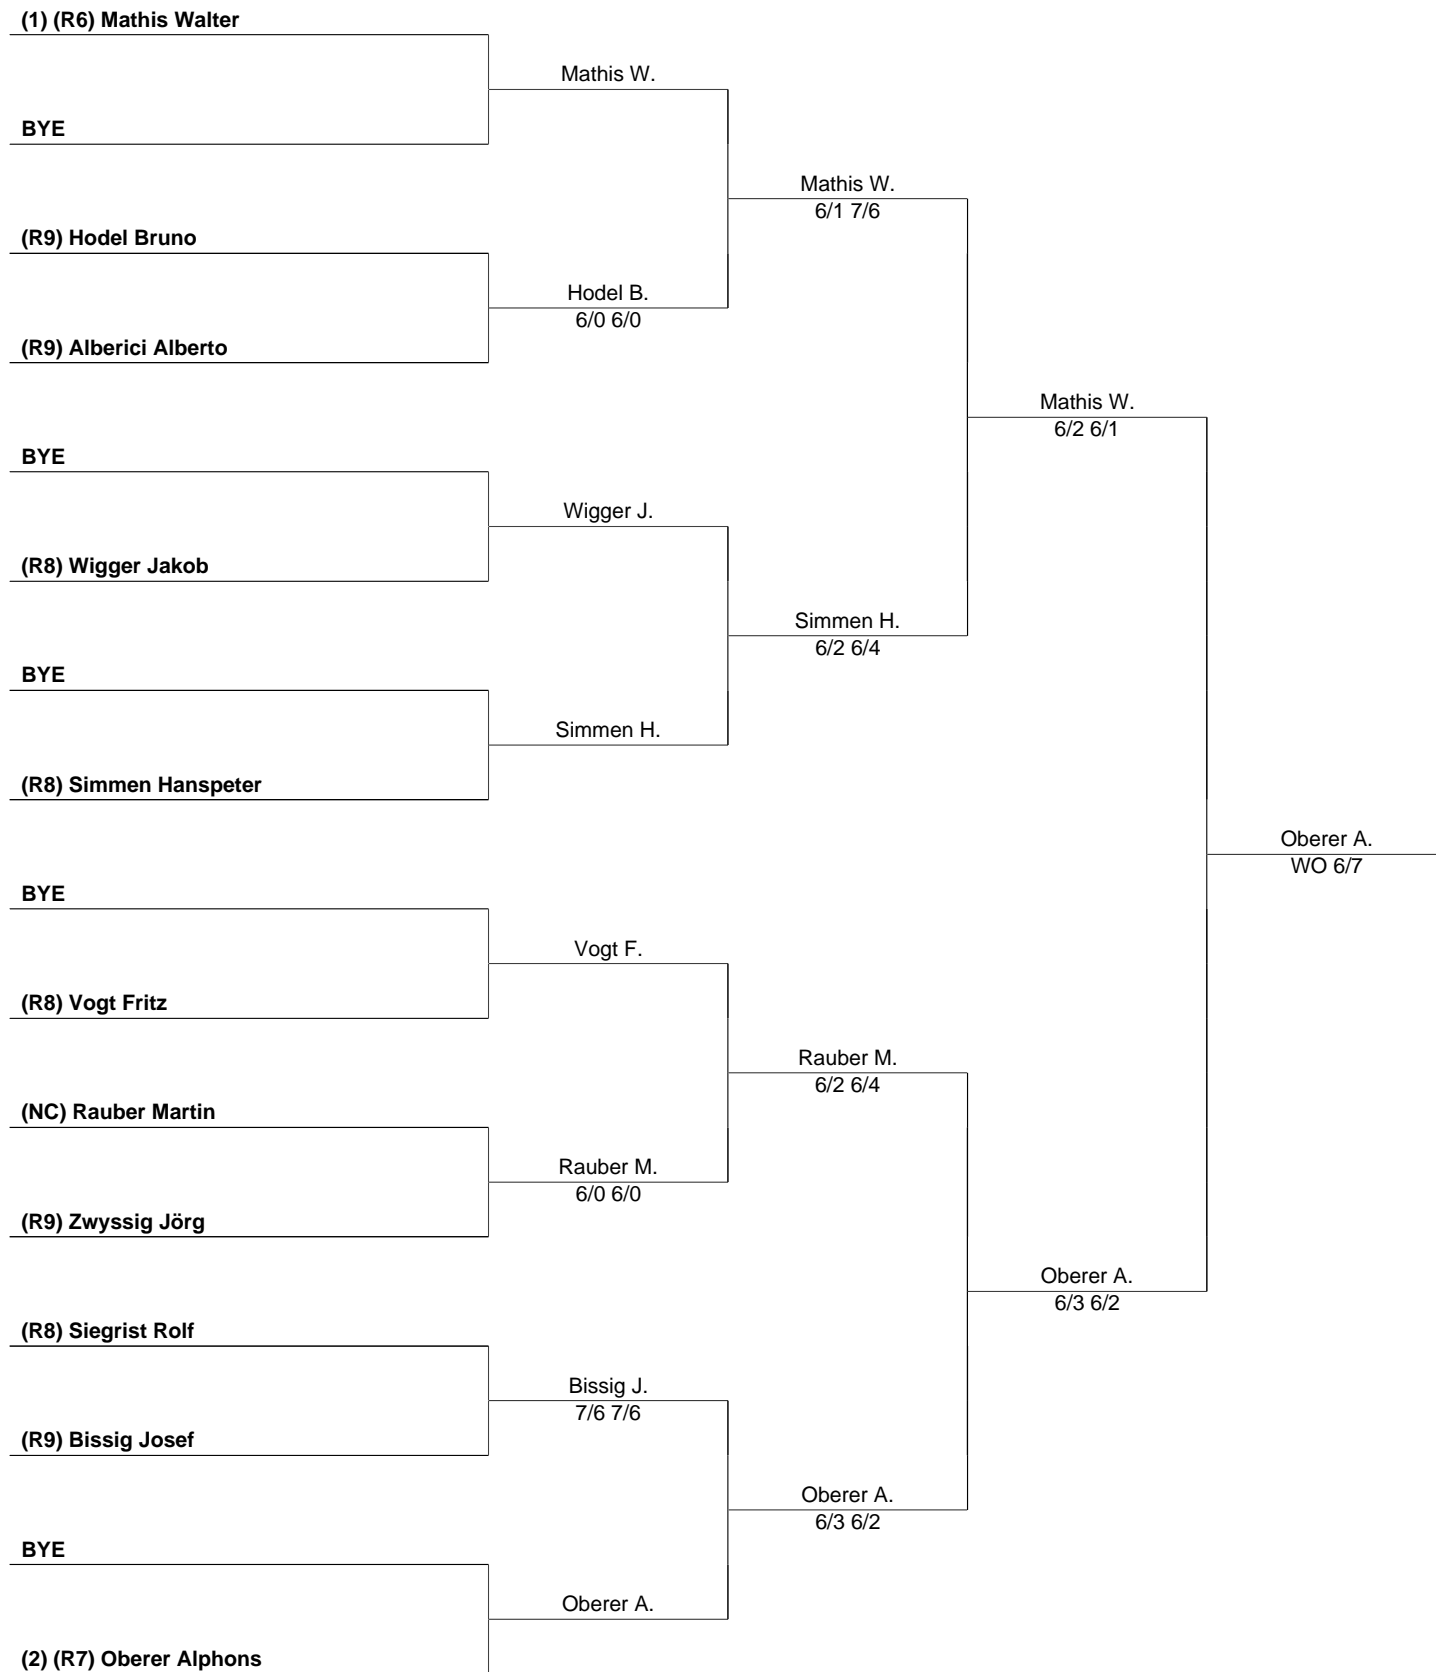 (1) (R6) Mathis Walter
Mathis W.
BYE
Mathis W.
6/1 7/6
(R9) Hodel Bruno
Hodel B.
6/0 6/0
(R9) Alberici Alberto
Mathis W.
6/2 6/1
BYE
Wigger J.
(R8) Wigger Jakob
Simmen H.
6/2 6/4
BYE
Simmen H.
(R8) Simmen Hanspeter
Oberer A.
WO 6/7
BYE
Vogt F.
(R8) Vogt Fritz
Rauber M.
6/2 6/4
(NC) Rauber Martin
Rauber M.
6/0 6/0
(R9) Zwyssig Jörg
Oberer A.
6/3 6/2
(R8) Siegrist Rolf
Bissig J.
7/6 7/6
(R9) Bissig Josef
Oberer A.
6/3 6/2
BYE
Oberer A.
(2) (R7) Oberer Alphons